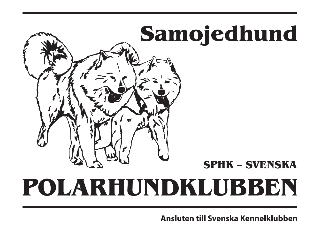 Samojedhund
SPHK – SVENSKA
POLARHUNDKLUBBEN
Ansluten till Svenska Kennelklubben